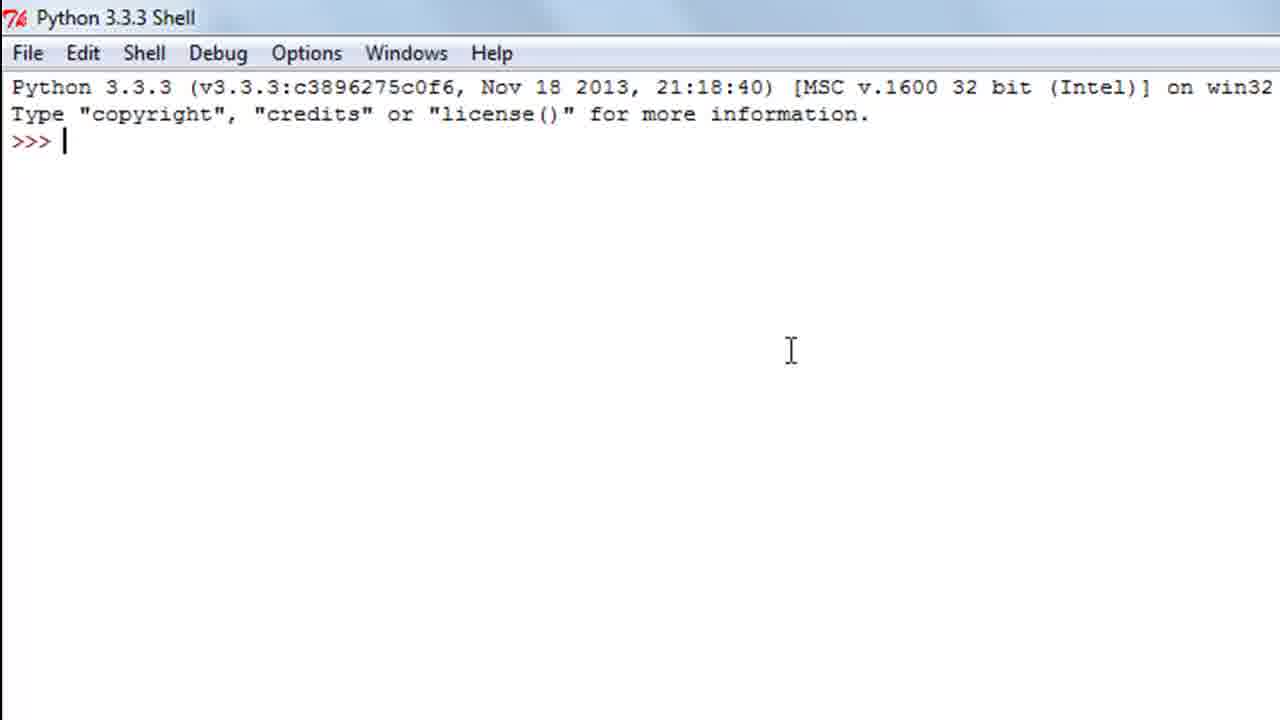 Python 3.3.3 Shell
File Edit Shell Debug Options Windows Help
Python 3.3.3 (v3.3.3:c3896275c0f6, Nov 18 2013, 21:18:40) [MSC v.1600 32 bit (Intel)] on win32
Type "copyright", "credits" or "license()" for more information.
>>>